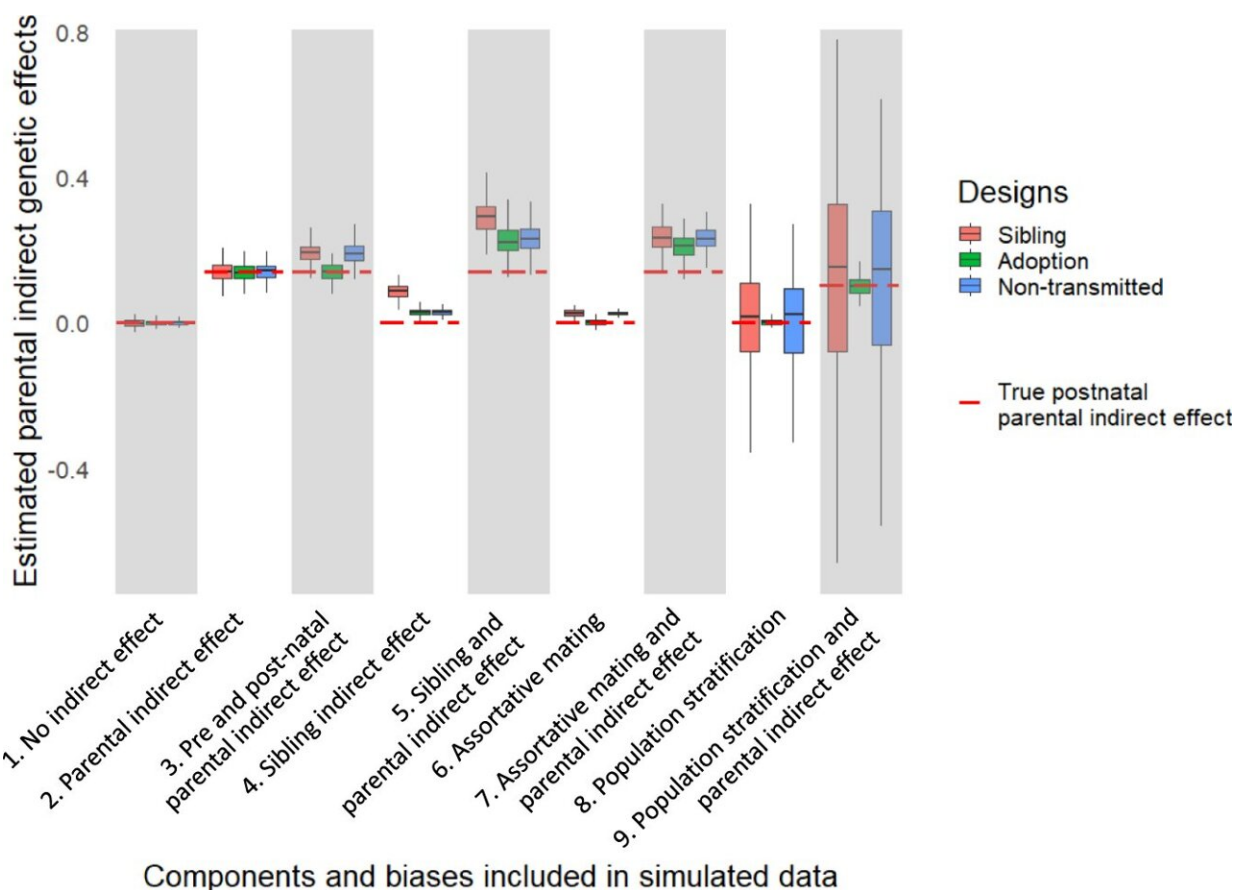 Estimated parental indirect genetic effects
0.8
0.4
0.0
-0.4
1. No indirect effect
2. Parental indirect effect
3. Pre and post-natal
parental indirect effect
4. Sibling indirect effect
5. Sibling and
parental indirect effect
6. Assortative mating
7. Assortative mating and
parental indirect effect
8. Population stratification
9. Population stratification and
parental indirect effect
Components and biases included in simulated data
Designs
Sibling
Adoption
Non-transmitted
True postnatal
parental indirect effect